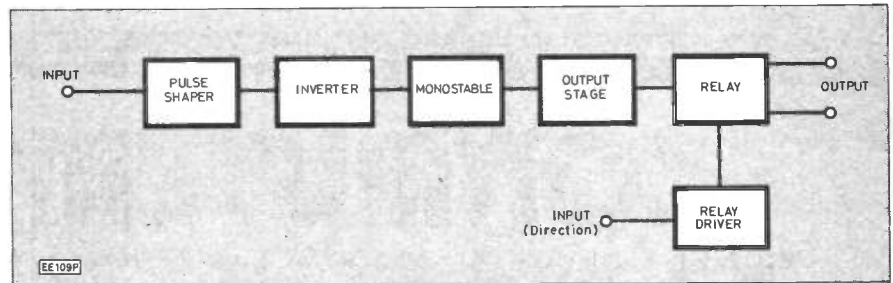 INPUT
PULSE
SHAPER
INVERTER
MONOSTABLE
OUTPUT
STAGE
RELAY
OUTPUT
INPUT
(Direction)
RELAY
DRIVER
EE109P